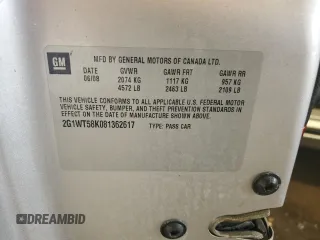 GM
MFD BY GENERAL MOTORS OF CANADA LTD.
DATE GVWR GAWR FRT GAWR RR
06/08 2074 KG 1117 KG 957 KG
4572 LB 2463 LB 2109 LB
THIS VEHICLE CONFORMS TO ALL APPLICABLE U.S. FEDERAL MOTOR
VEHICLE SAFETY, BUMPER, AND THEFT PREVENTION STANDARDS IN
EFFECT ON THE DATE OF MANUFACTURE SHOWN ABOVE.
2G1WT58K081362617 TYPE: PASS CAR
DREAMBID